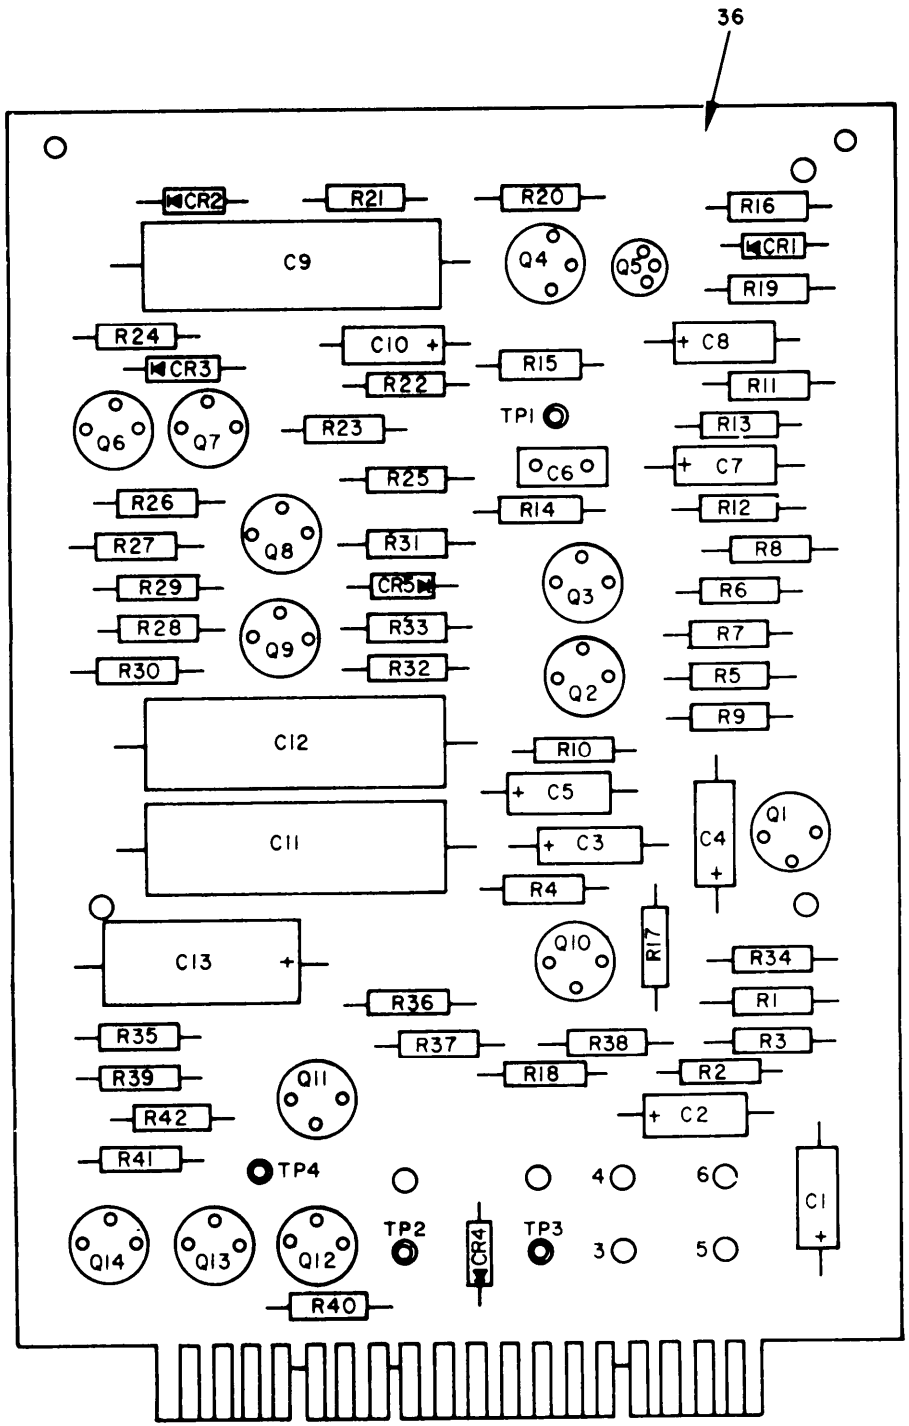 36
CR2 R21 R20 R16
C9 Q4 Q5 CR1
R19
R24 C10 + + C8
CR3 R22 R15 R11
Q6 Q7 R23 TP1 R13
R25 C6 + C7
R26 R14 R12
R27 Q8 R31 R8
R29 CR5 Q3 R6
R28 Q9 R33 R7
R30 R32 Q2 R5
R9
C12 R10
+ C5 Q1
C11 + C3 C4 +
R4
C13 + Q10 R17 R34
R36 R1
R35 R37 R38 R3
R39 Q11 R18 R2
R42 + C2
R41 TP4 4 6
C1 +
Q14 Q13 Q12 TP2 CR4 TP3 3 5
R40